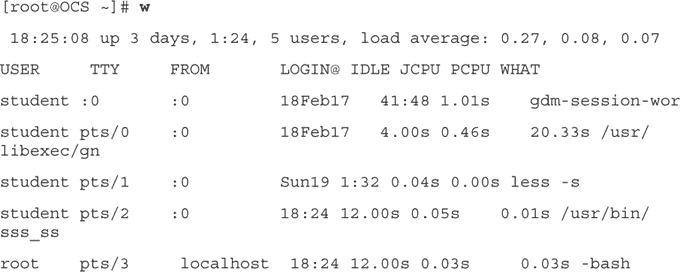 [root@OCS ~]# w
18:25:08 up 3 days, 1:24, 5 users, load average: 0.27, 0.08, 0.07
USER TTY FROM LOGIN@ IDLE JCPU PCPU WHAT
student :0 :0 18Feb17 41:48 1.01s gdm-session-wor
student pts/0 :0 18Feb17 4.00s 0.46s 20.33s /usr/
libexec/gn
student pts/1 :0 Sun19 1:32 0.04s 0.00s less -s
student pts/2 :0 18:24 12.00s 0.05s 0.01s /usr/bin/
sss_ss
root pts/3 localhost 18:24 12.00s 0.03s 0.03s -bash